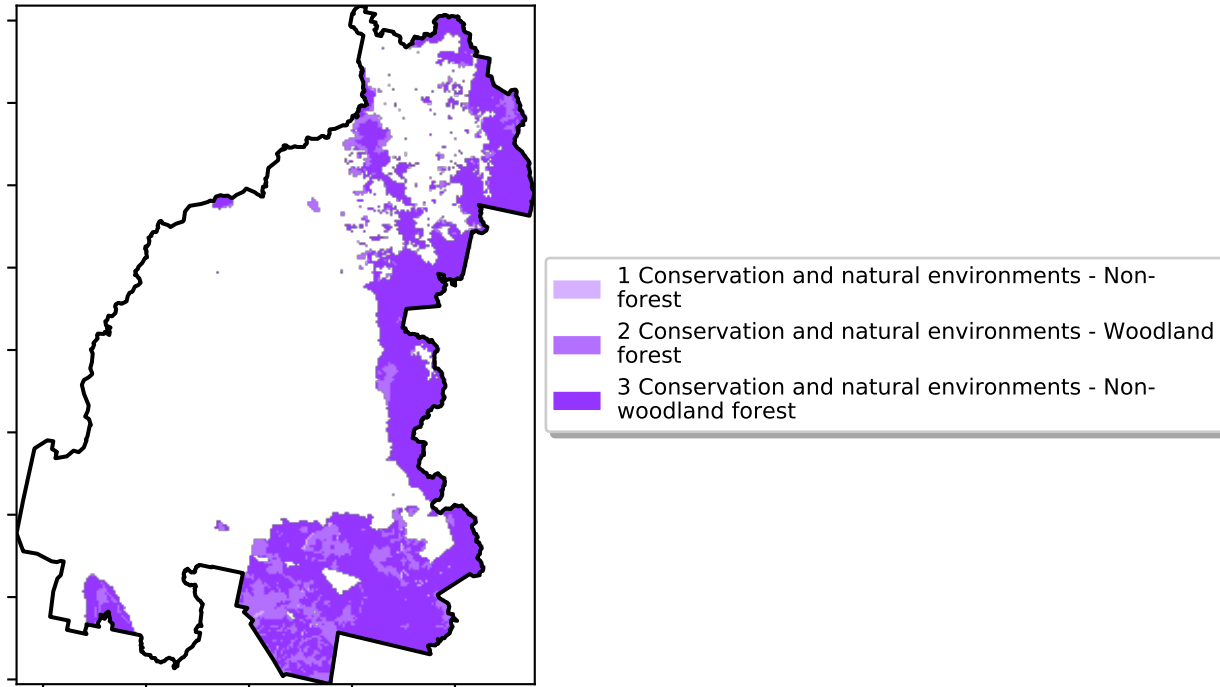 1 Conservation and natural environments - Non-
forest
2 Conservation and natural environments - Woodland
forest
3 Conservation and natural environments - Non-
woodland forest